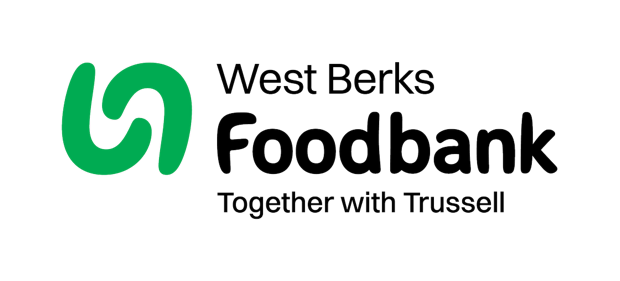 West Berks
Foodbank
Together with Trussell